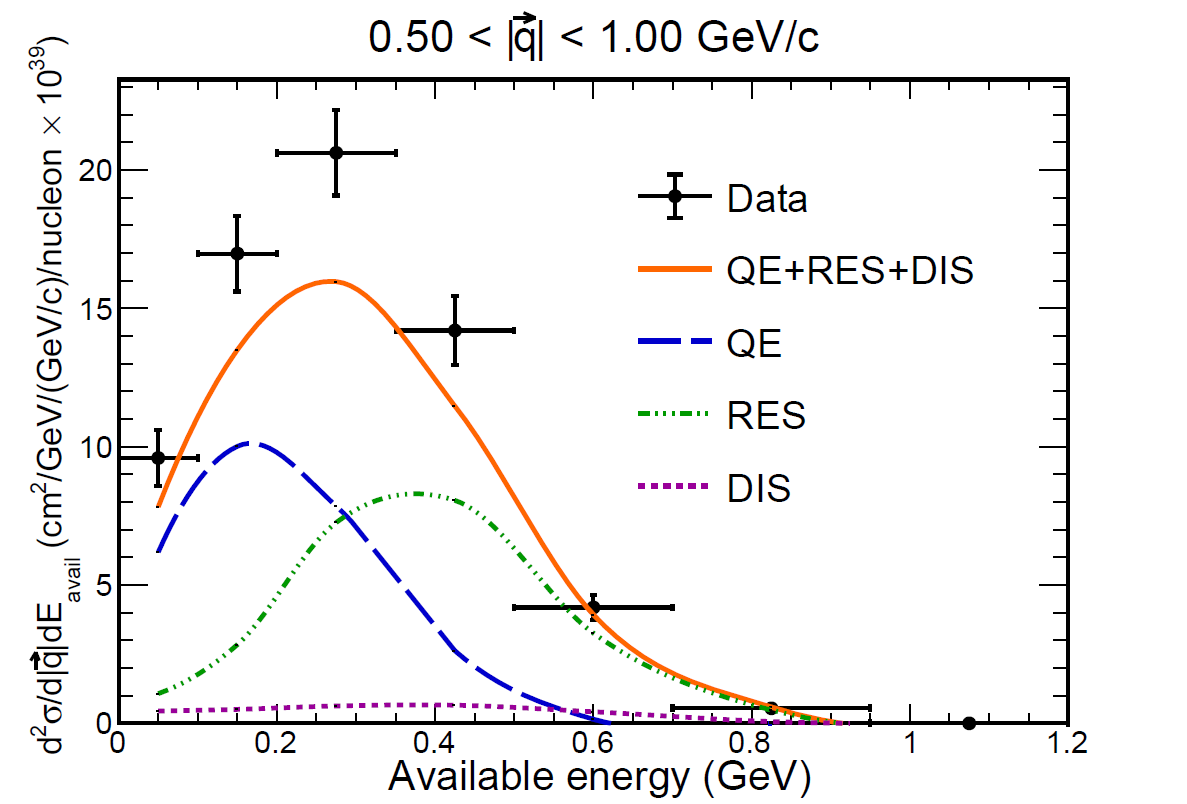 0.50 < |q⃗| < 1.00 GeV/c
d²σ/d|q⃗|dE_avail (cm²/GeV/(GeV/c)/nucleon × 10³⁹)
20
15
10
5
0
Data
QE+RES+DIS
QE
RES
DIS
0 0.2 0.4 0.6 0.8 1 1.2
Available energy (GeV)